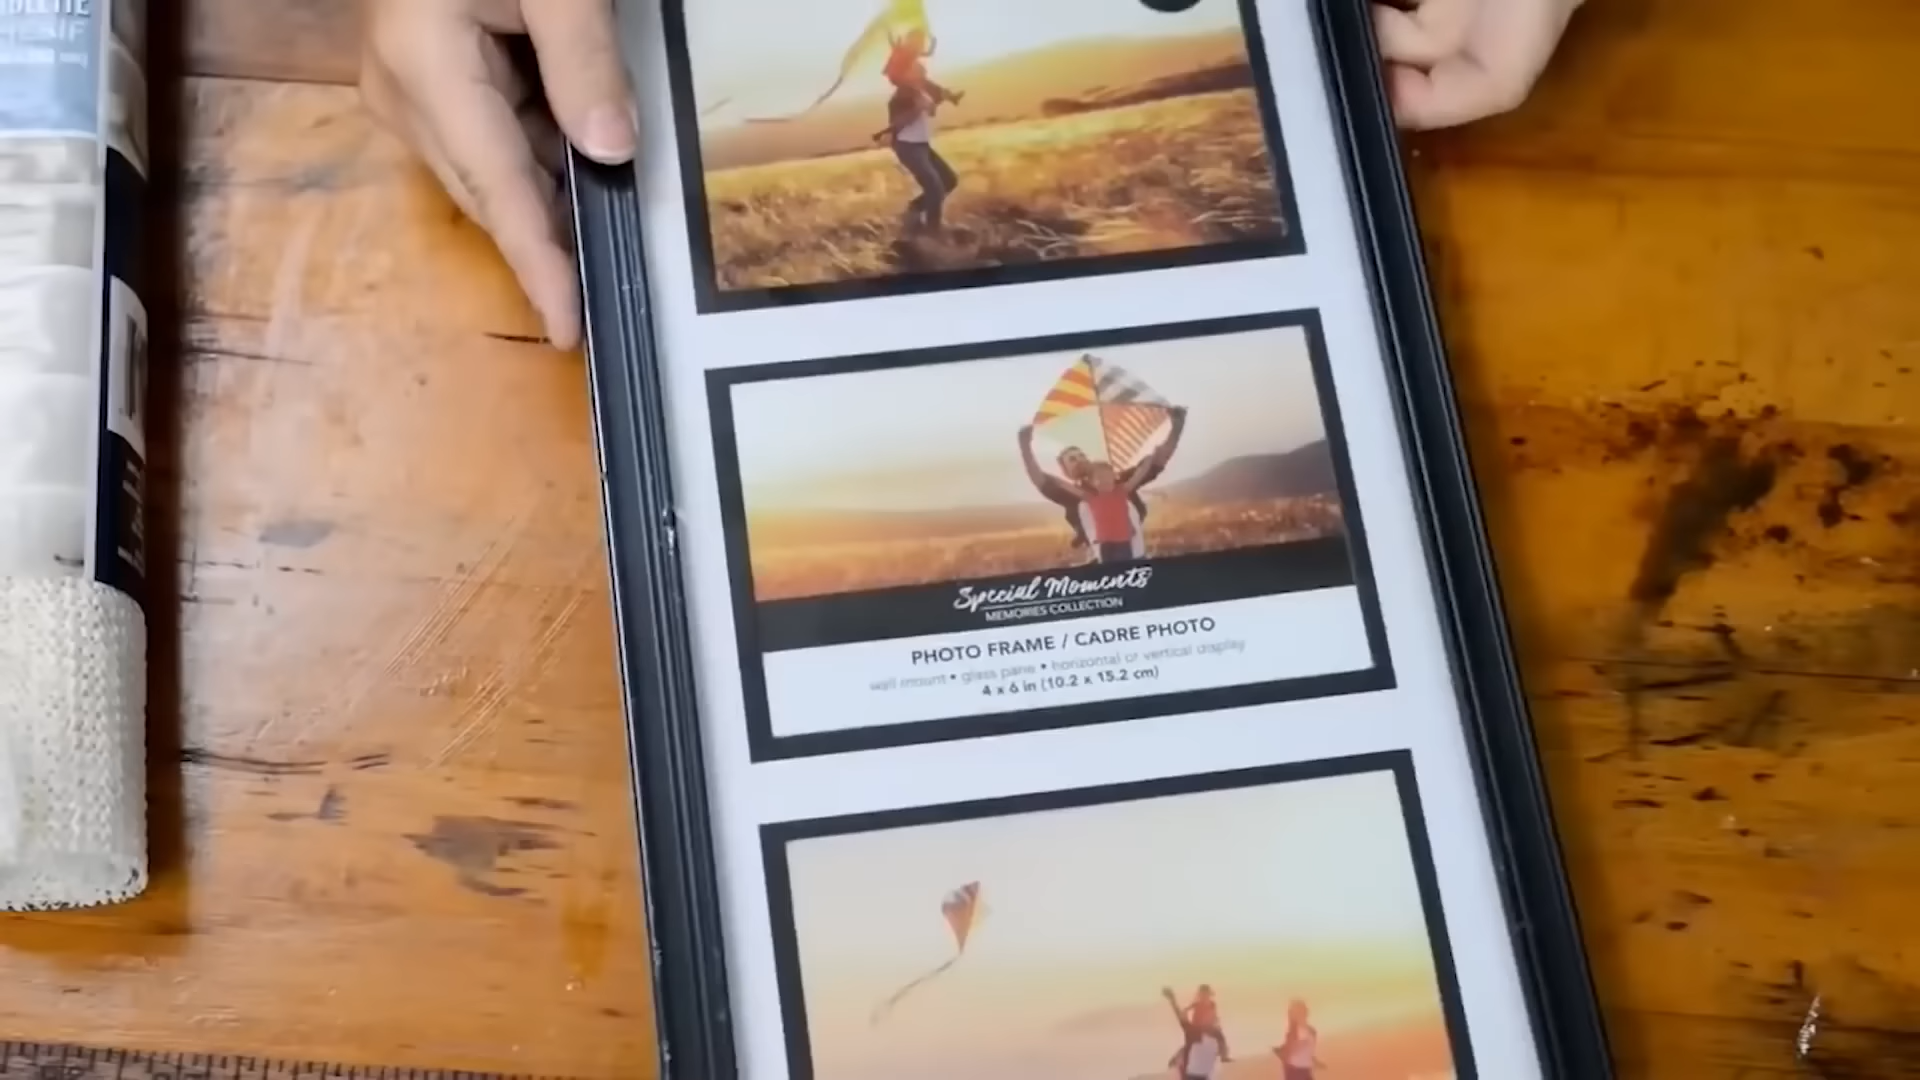 Special Moments
MEMORIES COLLECTION
PHOTO FRAME / CADRE PHOTO
wall mount • glass pane • horizontal or vertical display
4 x 6 in (10.2 x 15.2 cm)